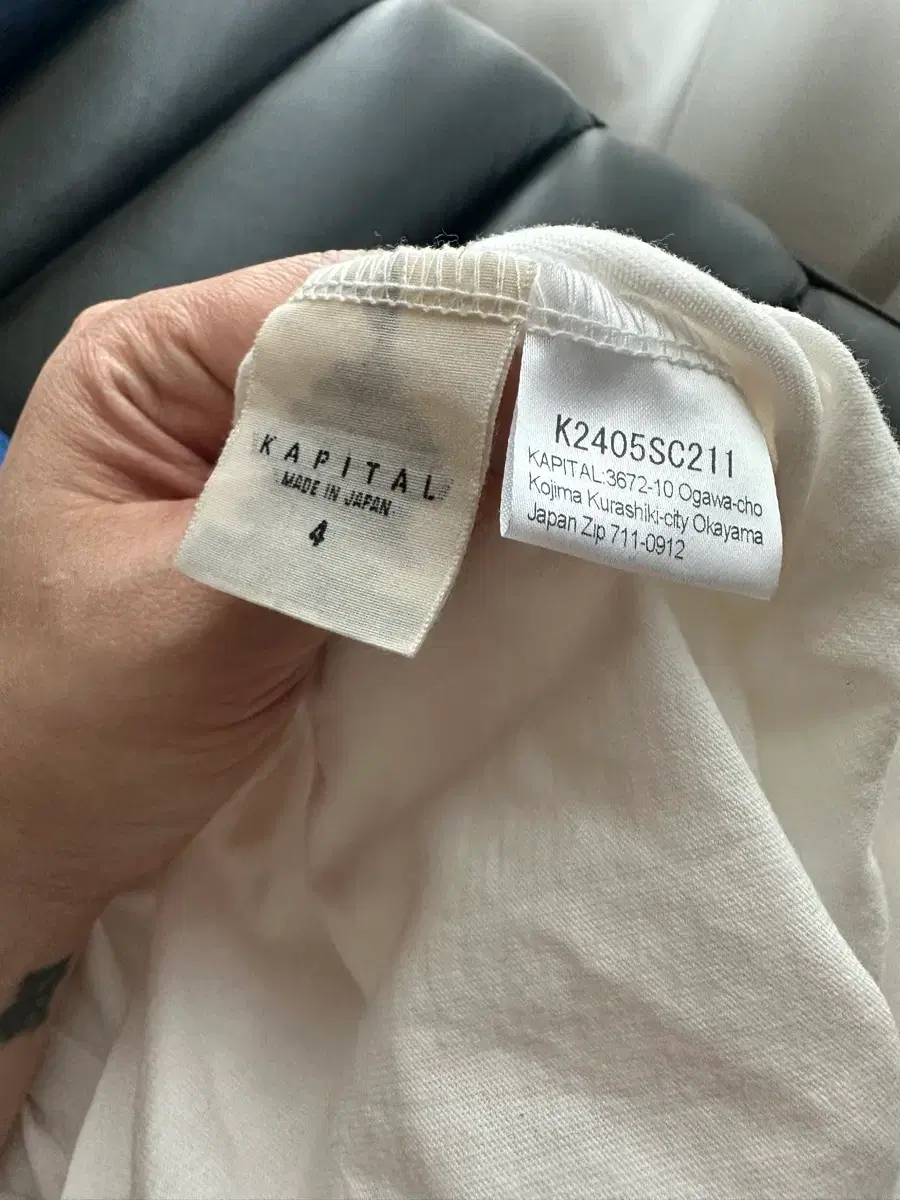 KAPITAL
MADE IN JAPAN
4
K2405SC211
KAPITAL:3672-10 Ogawa-cho
Kojima Kurashiki-city Okayama
Japan Zip 711-0912